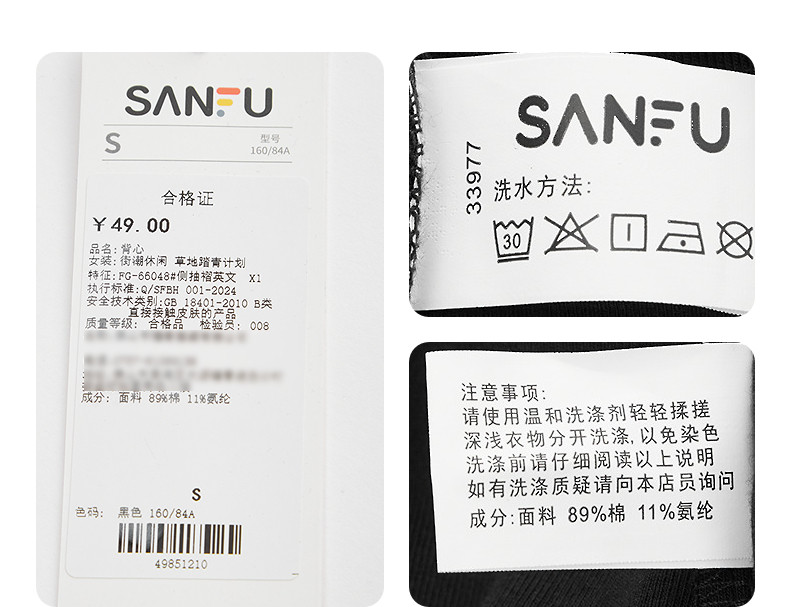 SANFU
S
型号
160/84A
合格证
￥49.00
品名:背心
女装:街潮休闲 草地踏青计划
特征:FG-66048#侧抽褶英文 X1
执行标准:Q/SFBH 001-2024
安全技术类别:GB 18401-2010 B类
直接接触皮肤的产品
质量等级: 合格品 检验员: 008
成分: 面料 89%棉 11%氨纶
S
色码: 黑色 160/84A
49851210
SANFU
33977
洗水方法:
30
注意事项:
请使用温和洗涤剂轻轻揉搓
深浅衣物分开洗涤,以免染色
洗涤前请仔细阅读以上说明
如有洗涤质疑请向本店员询问
成分:面料 89%棉 11%氨纶